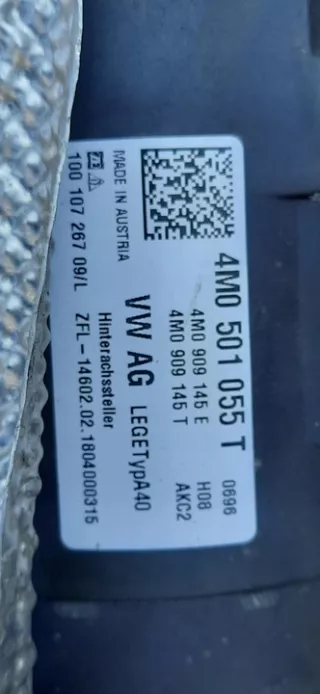 4M0 501 055 T 0696
4M0 909 145 E H08
4M0 909 145 T AKC2
VW AG LEGETypA40
MADE IN AUSTRIA
Hinterachssteller
100 107 267 09/L ZFL-14602.02.1804000315